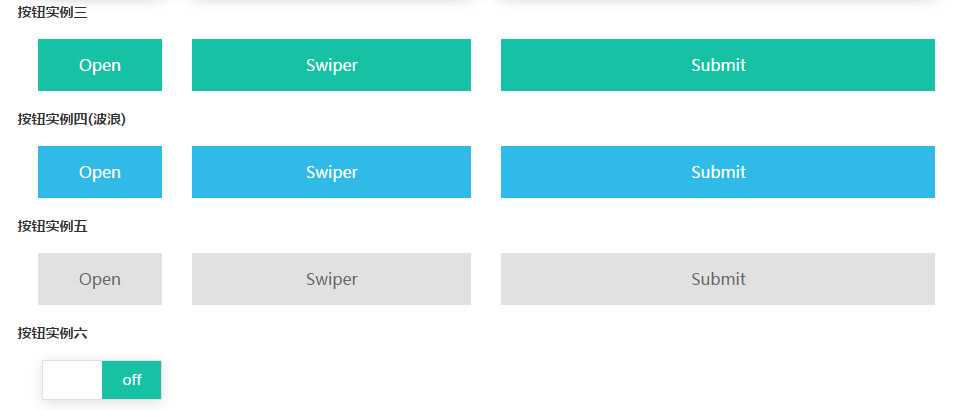 按钮实例三
Open Swiper Submit
按钮实例四(波浪)
Open Swiper Submit
按钮实例五
Open Swiper Submit
按钮实例六
off